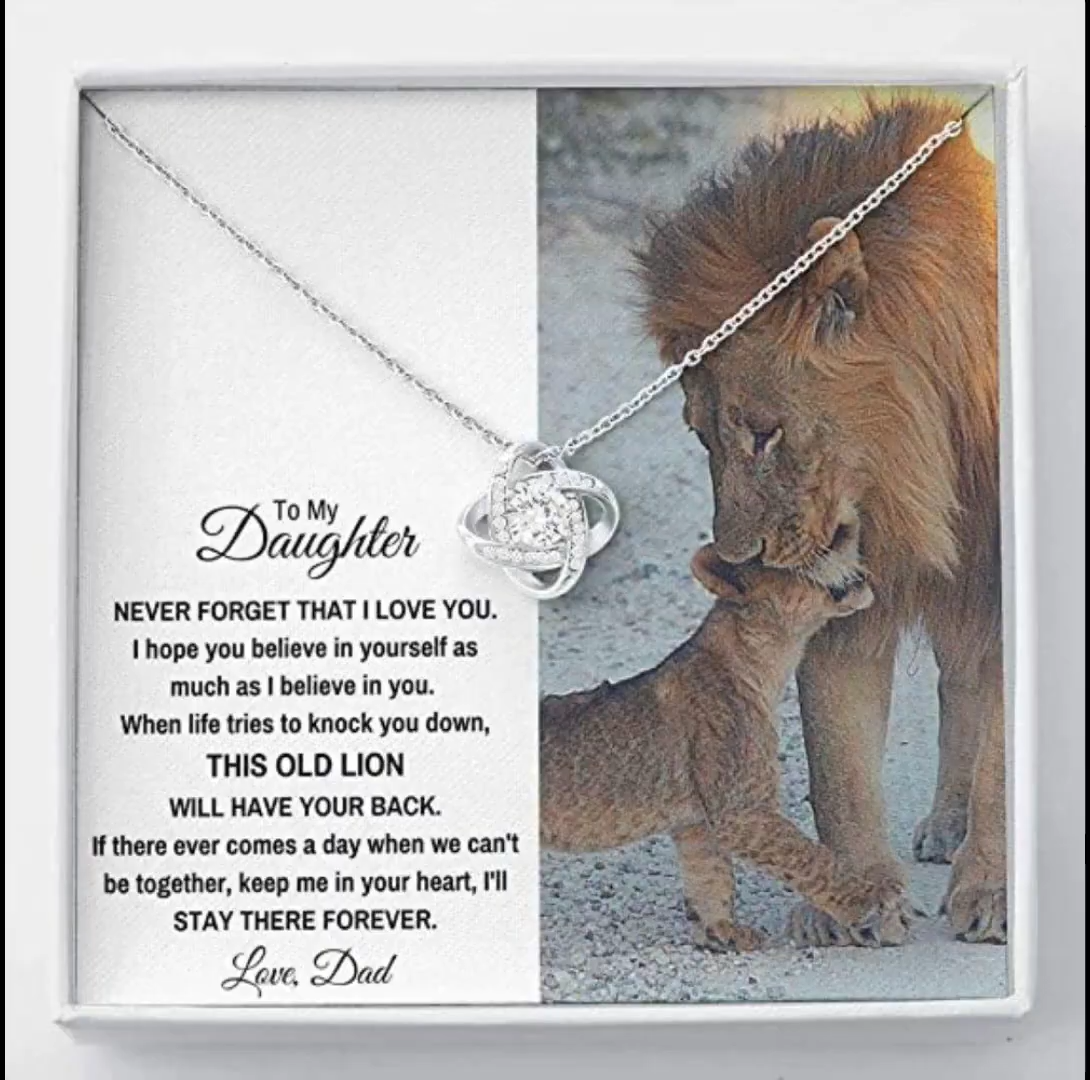 To My
Daughter
NEVER FORGET THAT I LOVE YOU.
I hope you believe in yourself as
much as I believe in you.
When life tries to knock you down,
THIS OLD LION
WILL HAVE YOUR BACK.
If there ever comes a day when we can't
be together, keep me in your heart, I'll
STAY THERE FOREVER.
Love, Dad